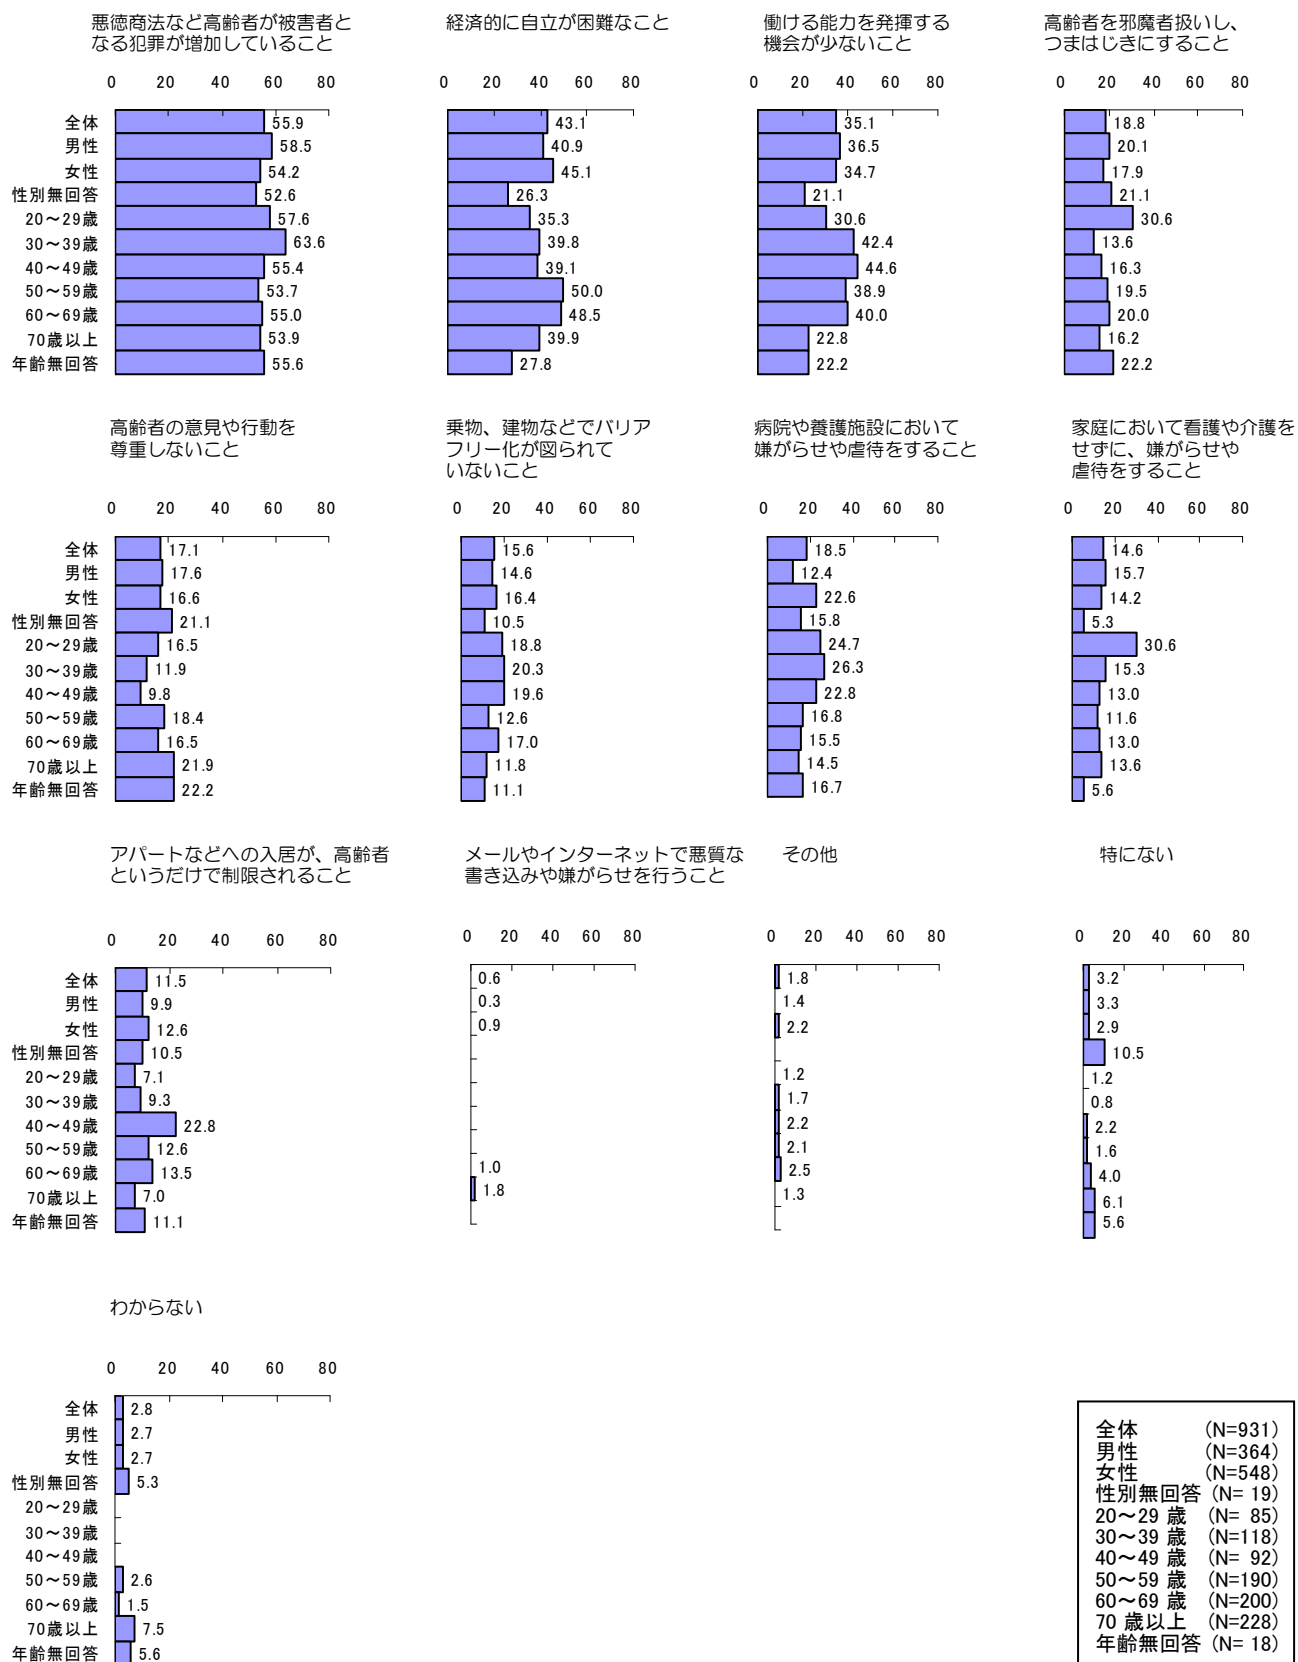 悪徳商法など高齢者が被害者と
なる犯罪が増加していること
経済的に自立が困難なこと
働ける能力を発揮する
機会が少ないこと
高齢者を邪魔者扱いし、
つまはじきにすること
0 20 40 60 80
0 20 40 60 80
0 20 40 60 80
0 20 40 60 80
全体 55.9 43.1 35.1 18.8
男性 58.5 40.9 36.5 20.1
女性 54.2 45.1 34.7 17.9
性別無回答 52.6 26.3 21.1 21.1
20～29歳 57.6 35.3 30.6 30.6
30～39歳 63.6 39.8 42.4 13.6
40～49歳 55.4 39.1 44.6 16.3
50～59歳 53.7 50.0 38.9 19.5
60～69歳 55.0 48.5 40.0 20.0
70歳以上 53.9 39.9 22.8 16.2
年齢無回答 55.6 27.8 22.2 22.2
高齢者の意見や行動を
尊重しないこと
乗物、建物などでバリア
フリー化が図られて
いないこと
病院や養護施設において
嫌がらせや虐待をすること
家庭において看護や介護を
せずに、嫌がらせや
虐待をすること
0 20 40 60 80
0 20 40 60 80
0 20 40 60 80
0 20 40 60 80
全体 17.1 15.6 18.5 14.6
男性 17.6 14.6 12.4 15.7
女性 16.6 16.4 22.6 14.2
性別無回答 21.1 10.5 15.8 5.3
20～29歳 16.5 18.8 24.7 30.6
30～39歳 11.9 20.3 26.3 15.3
40～49歳 9.8 19.6 22.8 13.0
50～59歳 18.4 12.6 16.8 11.6
60～69歳 16.5 17.0 15.5 13.0
70歳以上 21.9 11.8 14.5 13.6
年齢無回答 22.2 11.1 16.7 5.6
アパートなどへの入居が、高齢者
というだけで制限されること
メールやインターネットで悪質な
書き込みや嫌がらせを行うこと
その他
特にない
0 20 40 60 80
0 20 40 60 80
0 20 40 60 80
0 20 40 60 80
全体 11.5 0.6 1.8 3.2
男性 9.9 0.3 1.4 3.3
女性 12.6 0.9 2.2 2.9
性別無回答 10.5 10.5
20～29歳 7.1 1.2 1.2
30～39歳 9.3 1.7 0.8
40～49歳 22.8 2.2 2.2
50～59歳 12.6 2.1 1.6
60～69歳 13.5 1.0 2.5 4.0
70歳以上 7.0 1.8 1.3 6.1
年齢無回答 11.1 5.6
わからない
0 20 40 60 80
全体 2.8
男性 2.7
女性 2.7
性別無回答 5.3
20～29歳
30～39歳
40～49歳
50～59歳 2.6
60～69歳 1.5
70歳以上 7.5
年齢無回答 5.6
全体 (N=931)
男性 (N=364)
女性 (N=548)
性別無回答 (N= 19)
20～29 歳 (N= 85)
30～39 歳 (N=118)
40～49 歳 (N= 92)
50～59 歳 (N=190)
60～69 歳 (N=200)
70 歳以上 (N=228)
年齢無回答 (N= 18)